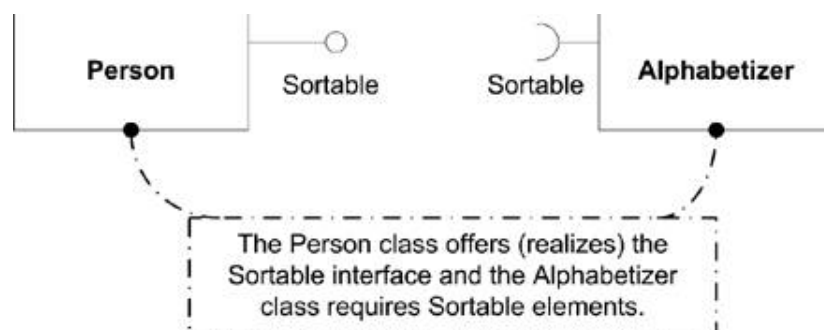 Person
Sortable
Sortable
Alphabetizer
The Person class offers (realizes) the
Sortable interface and the Alphabetizer
class requires Sortable elements.